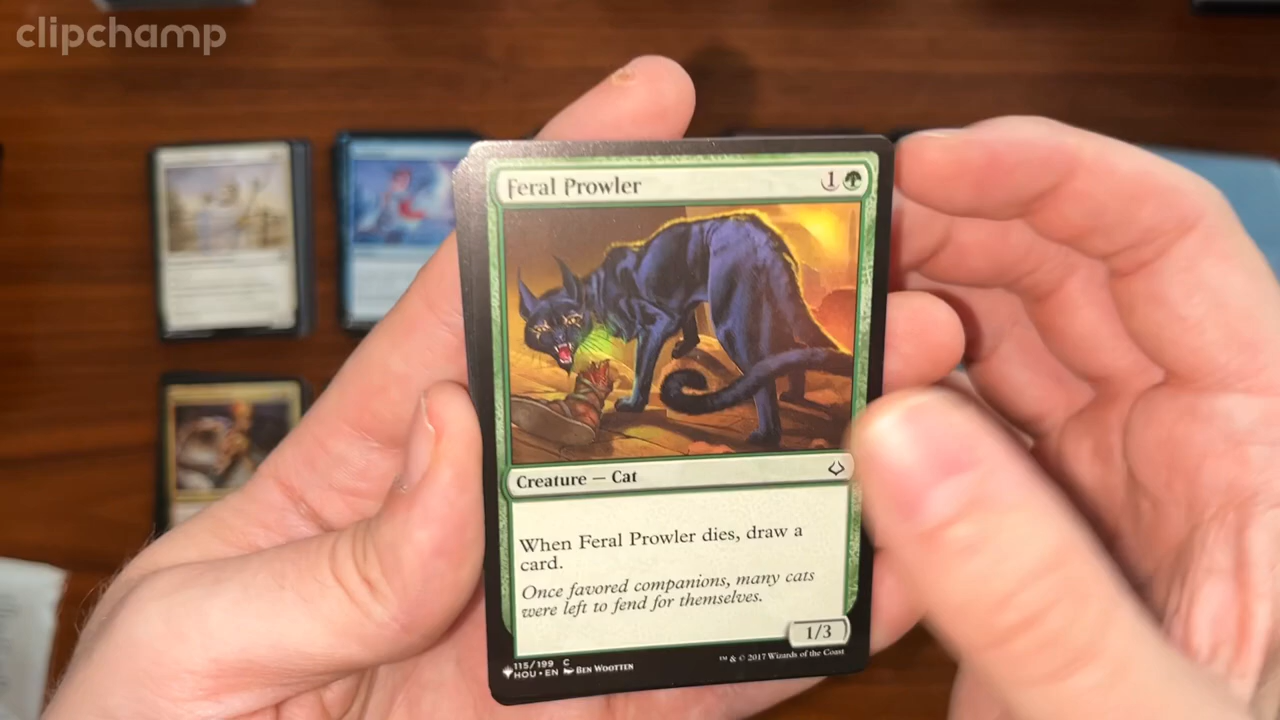 clipchamp
Feral Prowler 1
Creature — Cat
When Feral Prowler dies, draw a
card.
Once favored companions, many cats
were left to fend for themselves.
1/3
115/199 C
HOU • EN BEN WOOTTEN
™ & © 2017 Wizards of the Coast